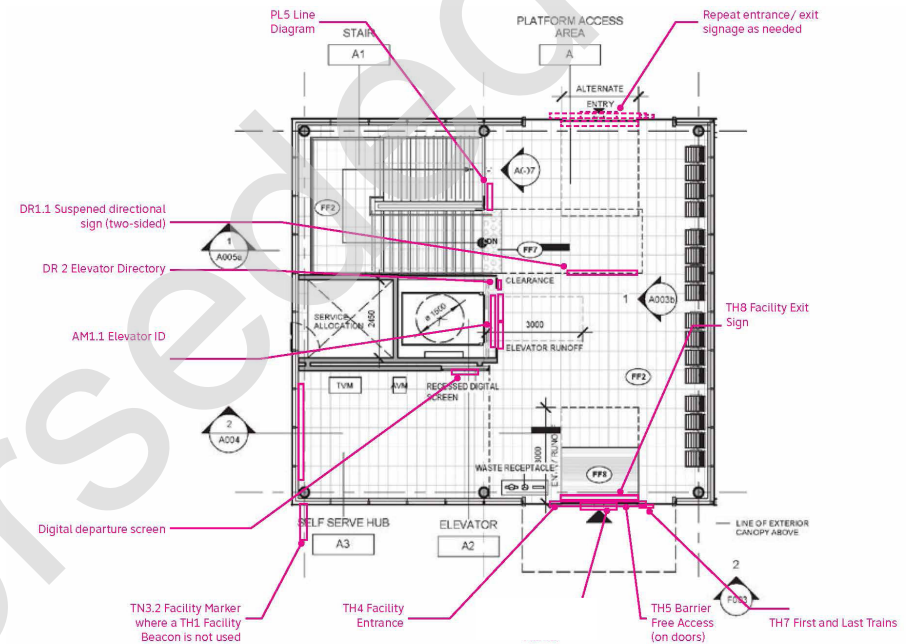 PL5 Line
Diagram
PLATFORM ACCESS
AREA
Repeat entrance/ exit
signage as needed
STAIR
A1
A
ALTERNATE
ENTRY
A007
FF2
DR1.1 Suspened directional
sign (two-sided)
DN
FF7
1
A005a
DR 2 Elevator Directory
CLEARANCE
1
A003b
TH8 Facility Exit
Sign
ø 1500
SERVICE
ALLOCATION
2450
3000
AM1.1 Elevator ID
ELEVATOR RUNOFF
FF2
TVM
AVM
RECESSED DIGITAL
SCREEN
2
A004
3000
ENTRY RUNOFF
WASTE RECEPTACLE
FF8
Digital departure screen
SELF SERVE HUB
A3
ELEVATOR
A2
LINE OF EXTERIOR
CANOPY ABOVE
2
TN3.2 Facility Marker
where a TH1 Facility
Beacon is not used
TH4 Facility
Entrance
TH5 Barrier
Free Access
(on doors)
TH7 First and Last Trains